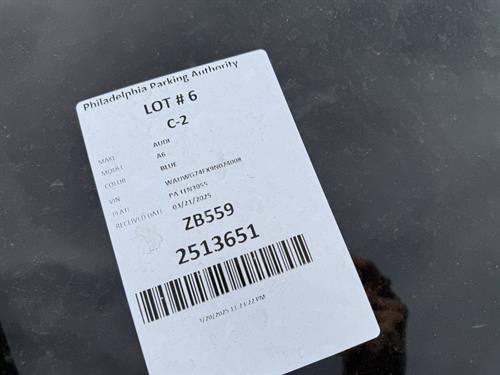 Philadelphia Parking Authority
LOT # 6
C-2
MAKE AUDI
MODEL A6
COLOR BLUE
VIN
PLATE PA
RECEIVED DATE 03/21/2025
ZB559
2513651